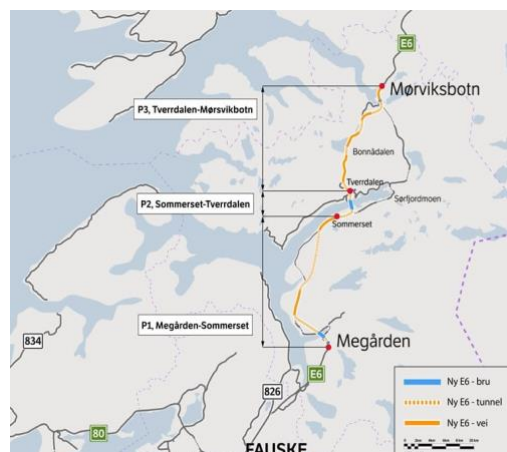 E6
Mørviksbotn
P3, Tverrdalen-Mørsvikbotn
Bonnådalen
Tverrdalen
Sørfjordmoen
P2, Sommerset-Tverrdalen
Sommerset
P1, Megården-Sommerset
834
Megården
E6
826
80
FAUSKE
Ny E6 - bru
Ny E6 - tunnel
Ny E6 - vei